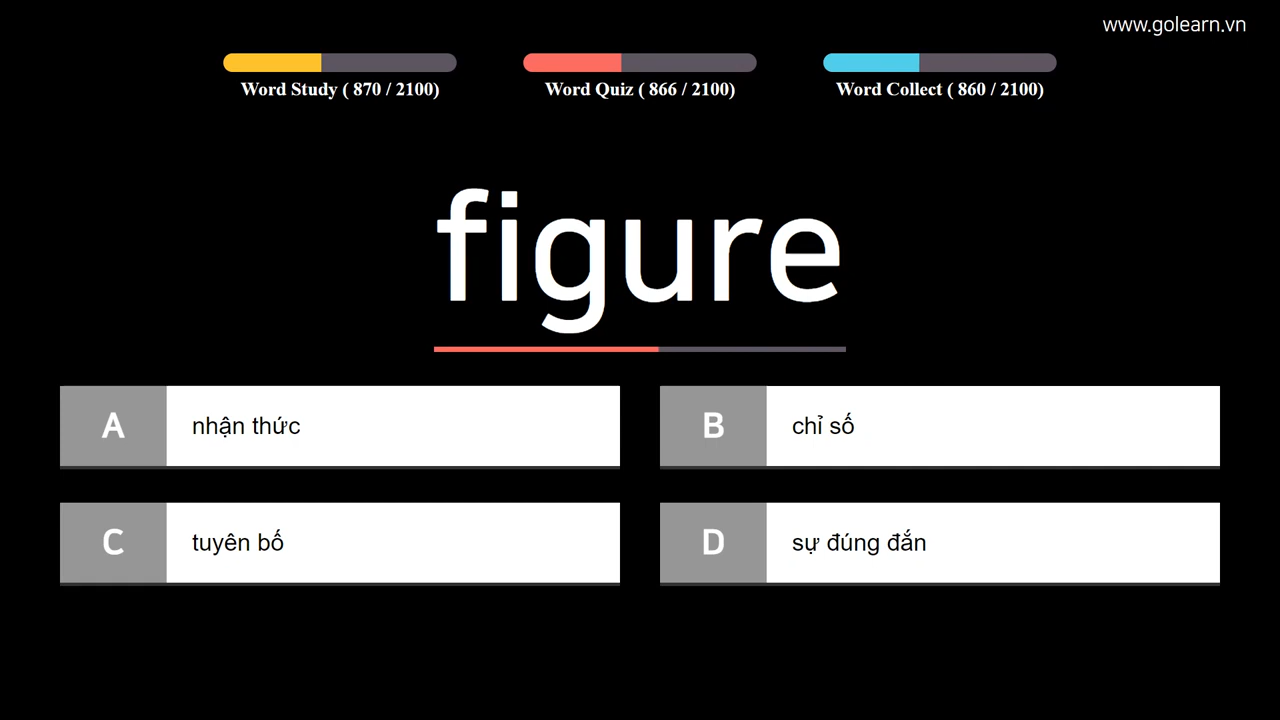 www.golearn.vn
Word Study ( 870 / 2100)
Word Quiz ( 866 / 2100)
Word Collect ( 860 / 2100)
figure
A nhận thức
B chỉ số
C tuyên bố
D sự đúng đắn